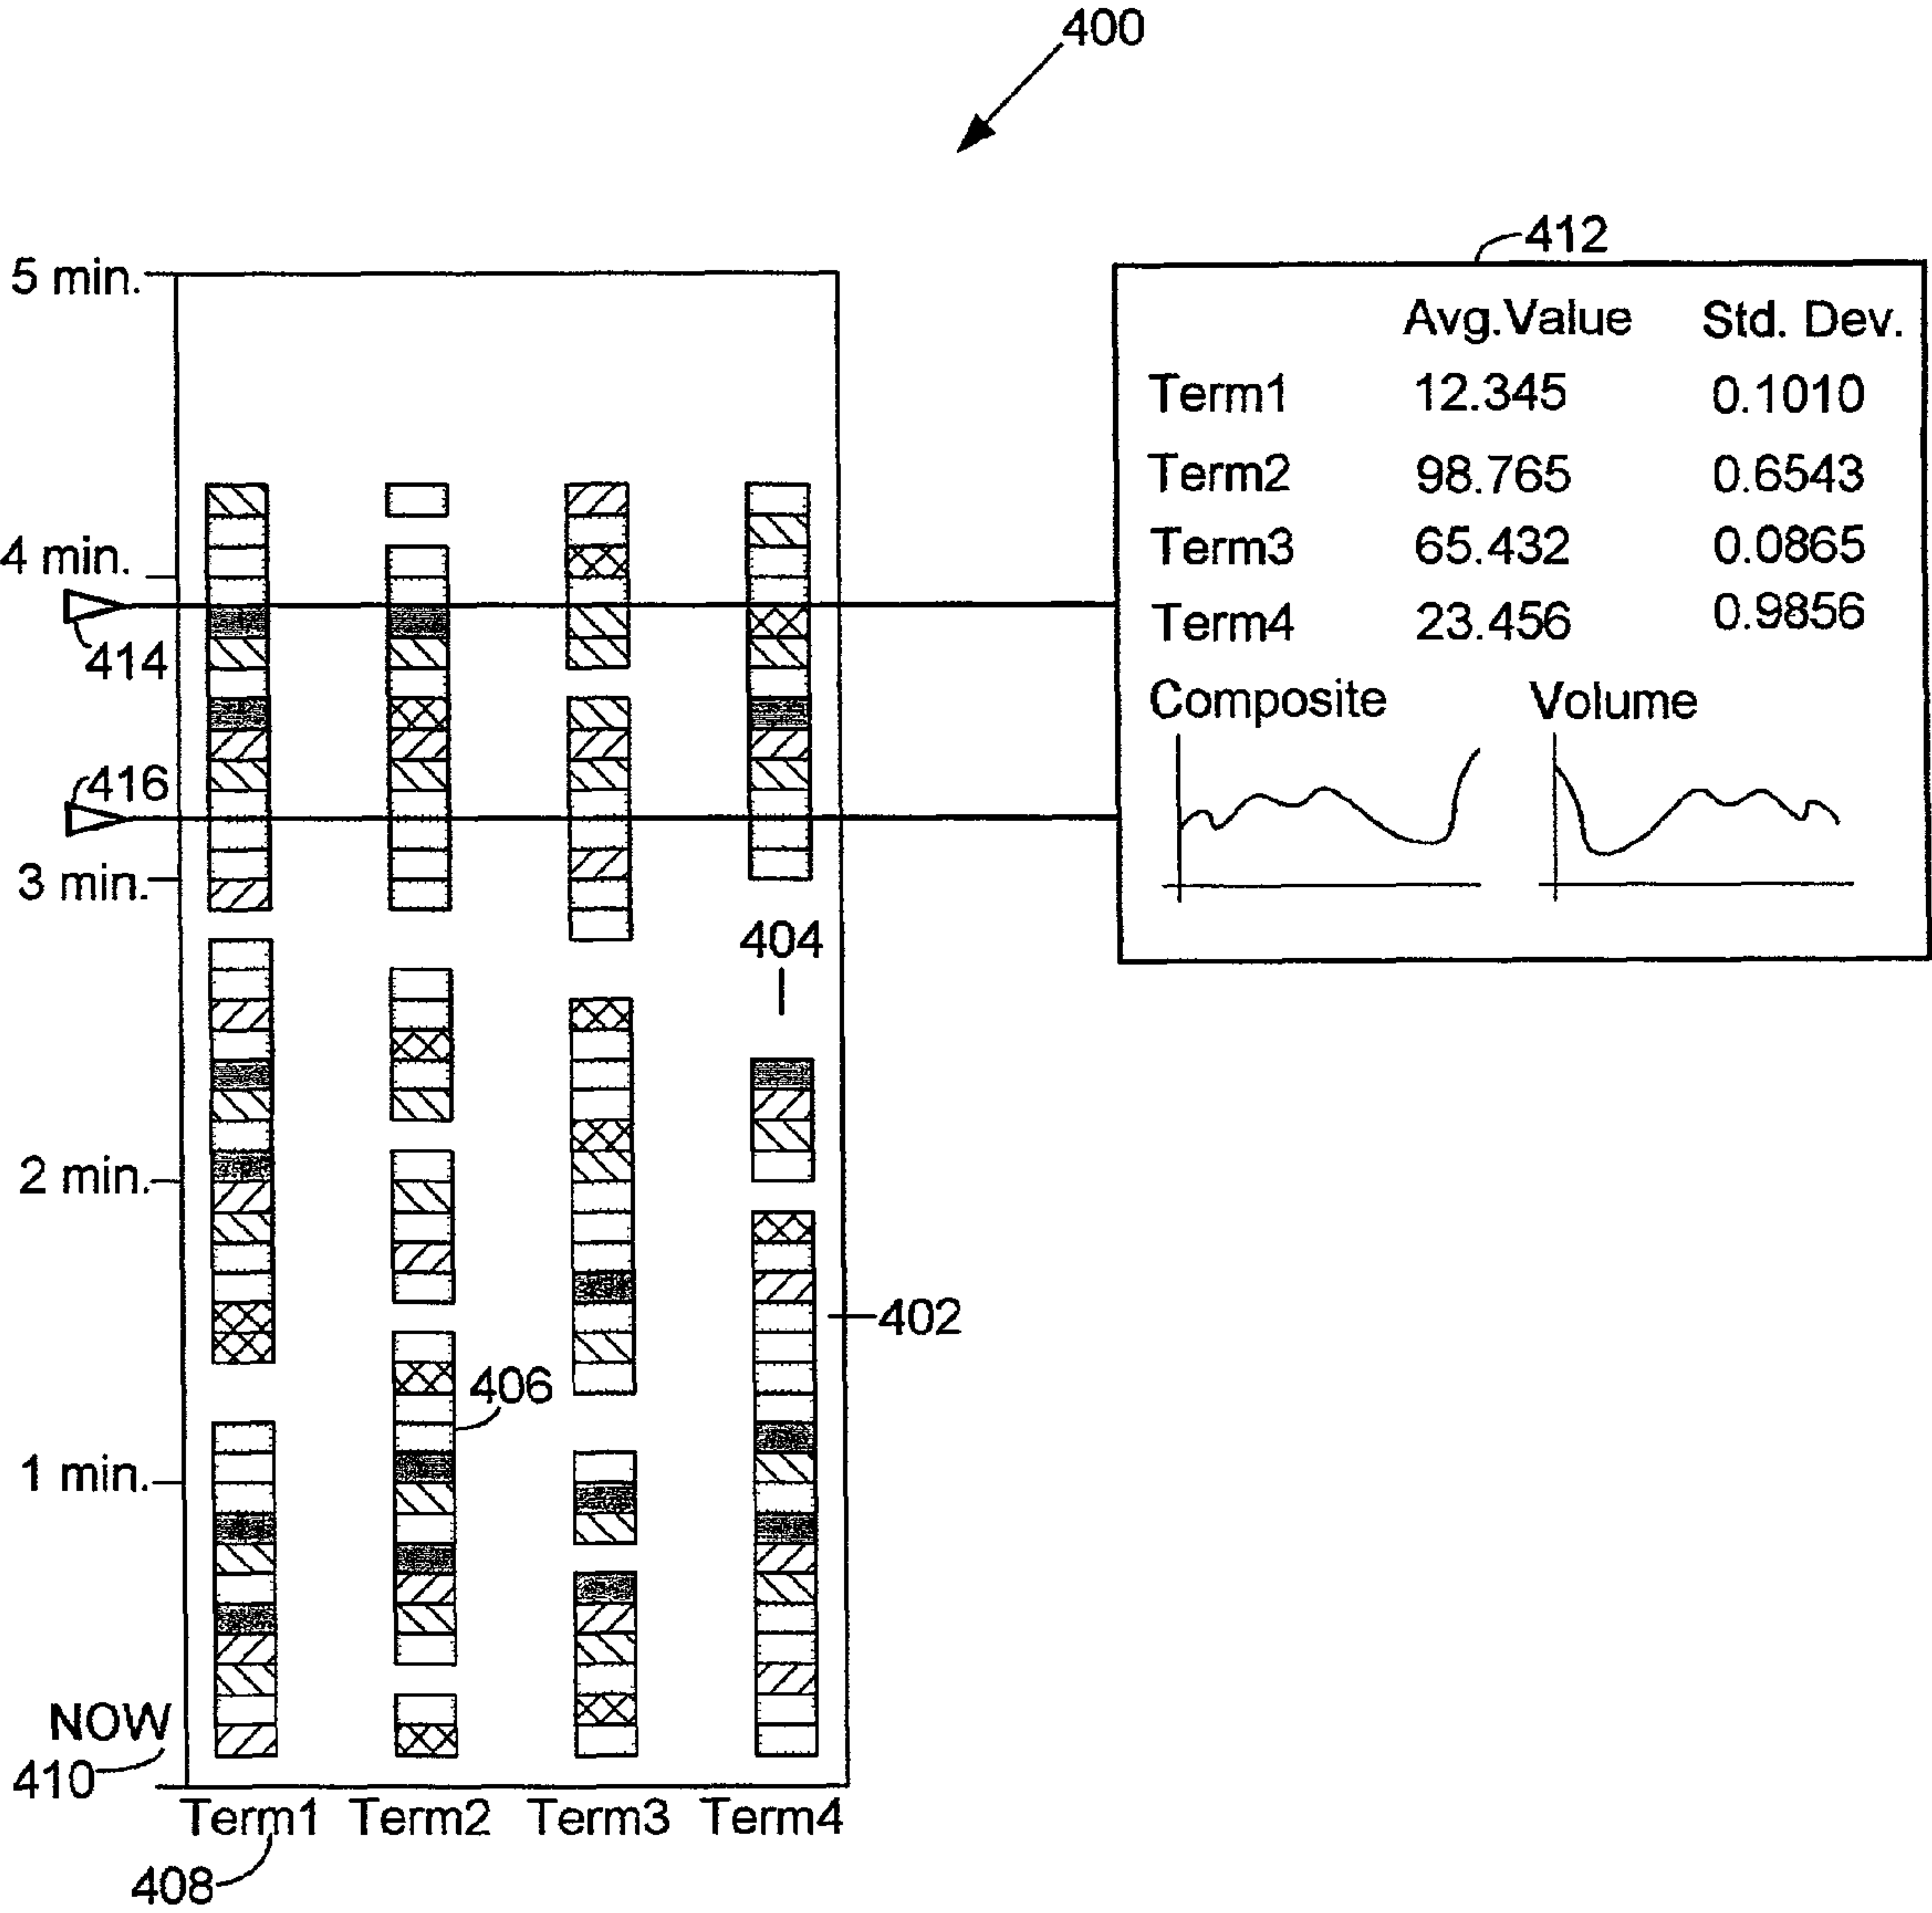 400
412
5 min.
Avg.Value Std. Dev.
Term1 12.345 0.1010
Term2 98.765 0.6543
Term3 65.432 0.0865
Term4 23.456 0.9856
Composite Volume
4 min.
414
416
3 min.
404
2 min.
402
406
1 min.
NOW
410
Term1 Term2 Term3 Term4
408